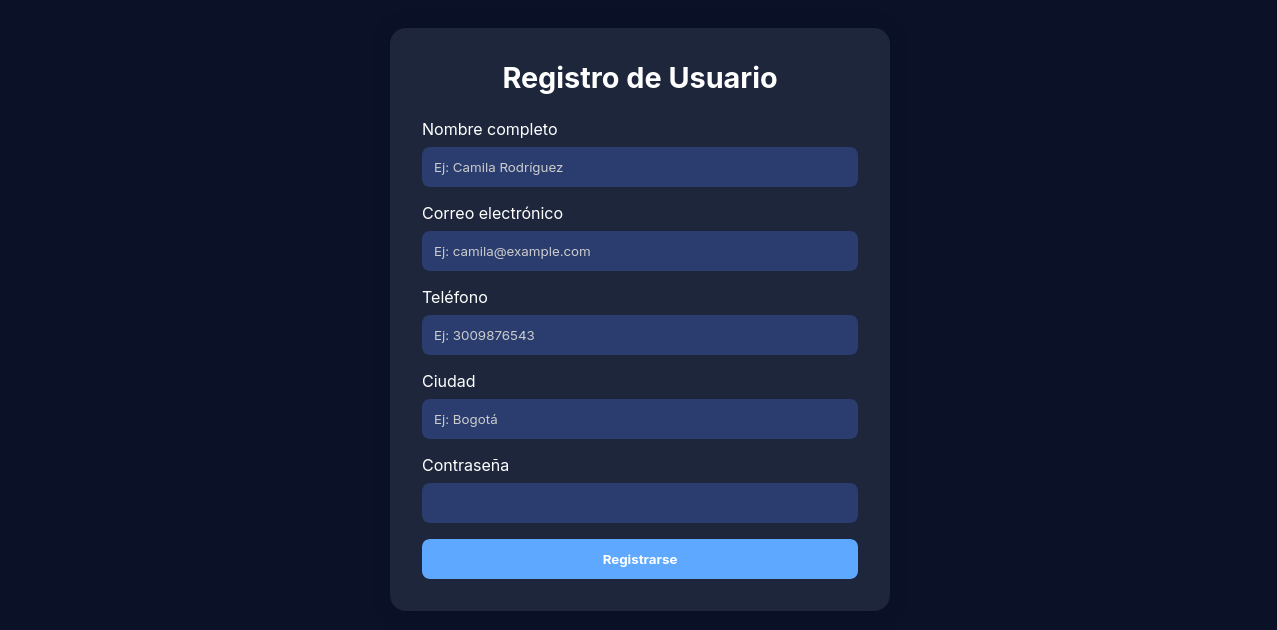 Registro de Usuario
Nombre completo
Ej: Camila Rodríguez
Correo electrónico
Ej: camila@example.com
Teléfono
Ej: 3009876543
Ciudad
Ej: Bogotá
Contraseña
Registrarse